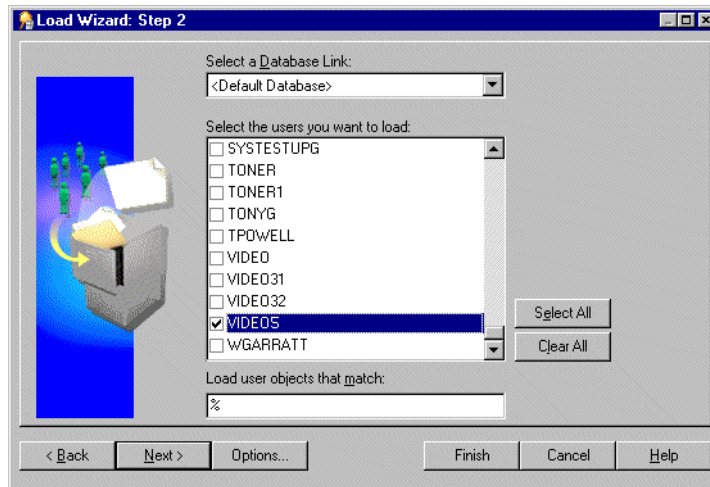 Load Wizard: Step 2
Select a Database Link:
<Default Database>
Select the users you want to load:
SYSTESTUPG
TONER
TONER1
TONYG
TPOWELL
VIDEO
VIDEO31
VIDEO32
VIDEO5
WGARRATT
Select All
Clear All
Load user objects that match:
%
< Back Next > Options... Finish Cancel Help